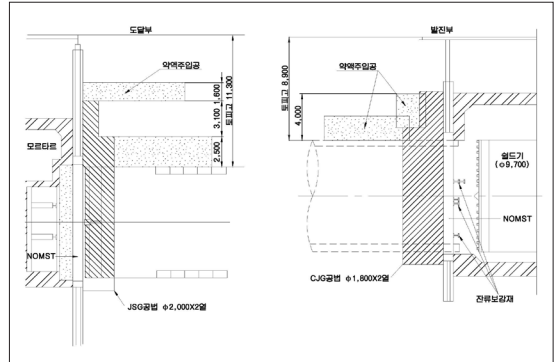 도달부
약액주입공
1,600
3,100
2,500
토피고 11,300
모르타르
NOMST
JSG공법 φ2,000X2열
발진부
약액주입공
토피고 8,900
4,000
쉴드기
(φ9,700)
NOMST
CJG공법 φ1,800X2열
잔류보강재